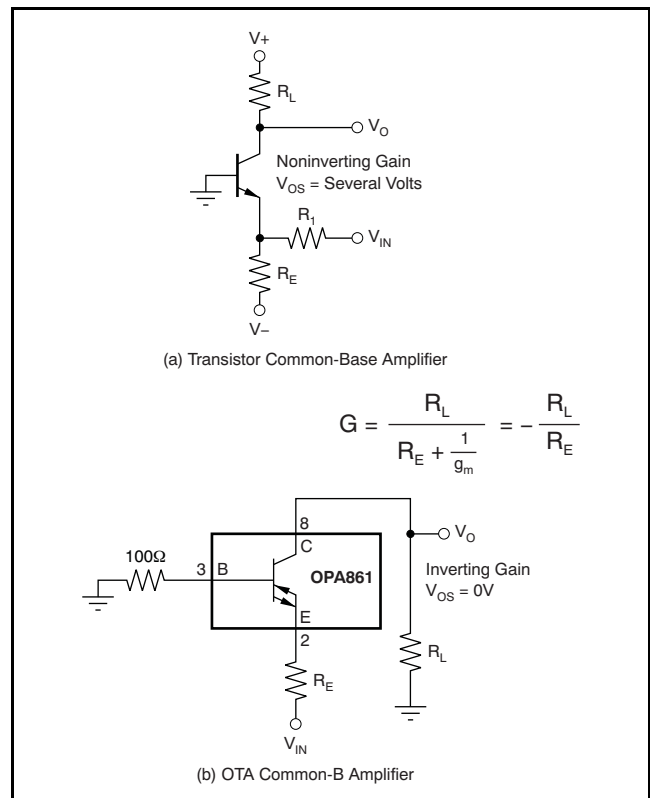 V+
R_L
V_O
Noninverting Gain
V_OS = Several Volts
R_1
V_IN
R_E
V−
(a) Transistor Common-Base Amplifier
G = R_L / (R_E + 1/g_m) = − R_L / R_E
8
V_O
C
100Ω
3 B
OPA861
Inverting Gain
V_OS = 0V
E
2
R_L
R_E
V_IN
(b) OTA Common-B Amplifier